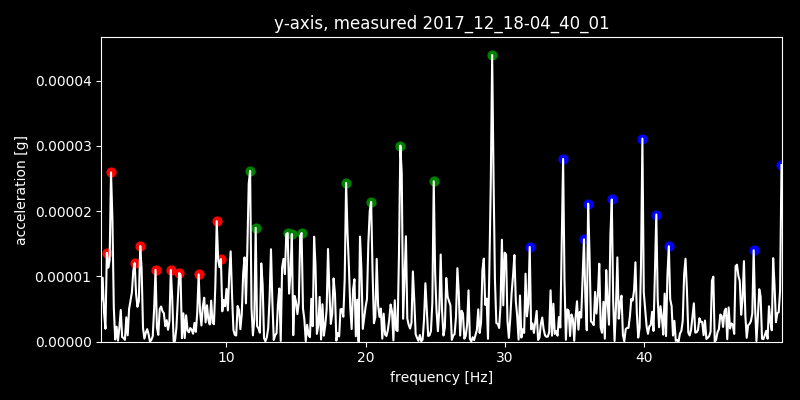 y-axis, measured 2017_12_18-04_40_01
acceleration [g]
0.00004
0.00003
0.00002
0.00001
0.00000
10 20 30 40
frequency [Hz]